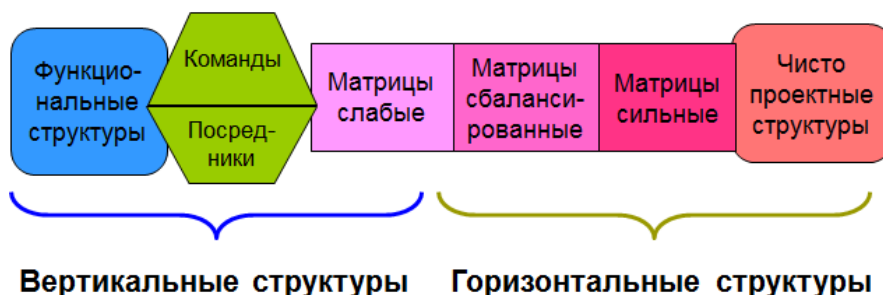 Функцио-
нальные
структуры
Команды
Посред-
ники
Матрицы
слабые
Матрицы
сбаланси-
рованные
Матрицы
сильные
Чисто
проектные
структуры
Вертикальные структуры
Горизонтальные структуры